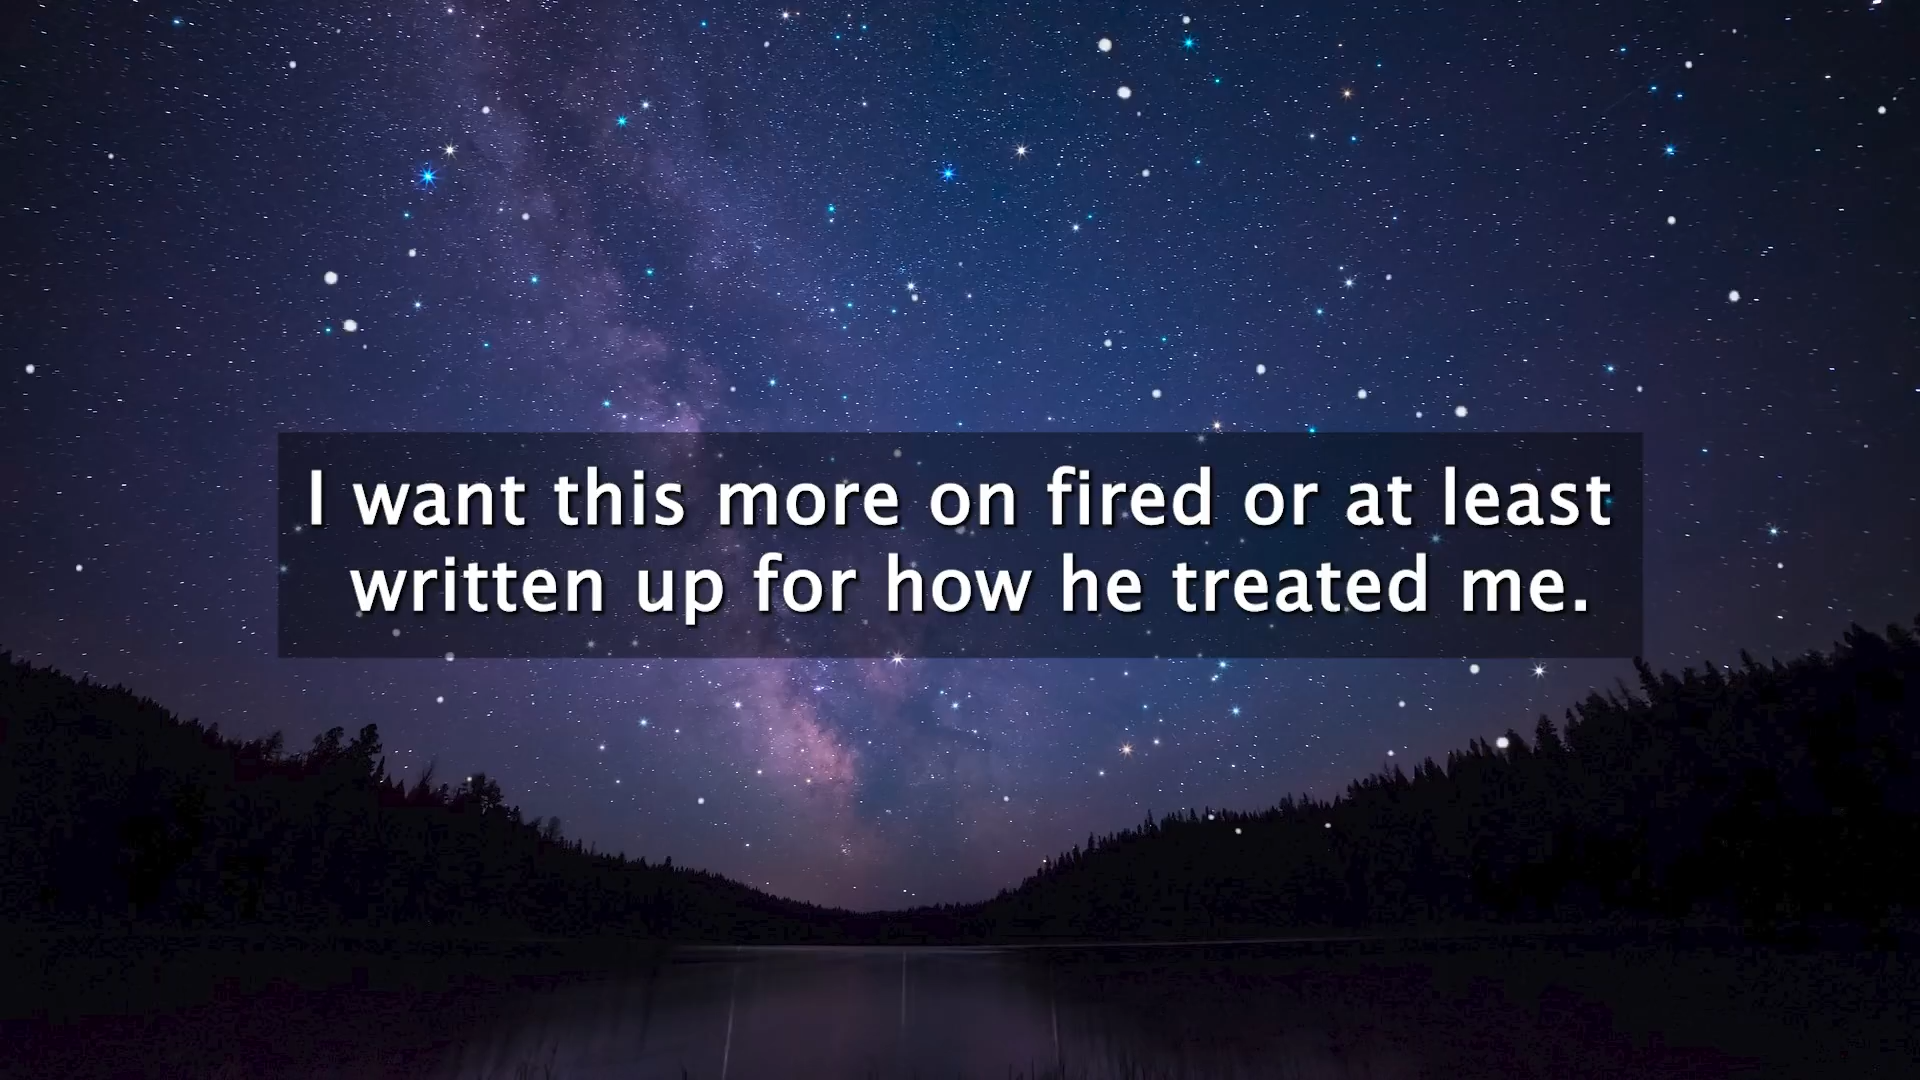 I want this more on fired or at least
written up for how he treated me.